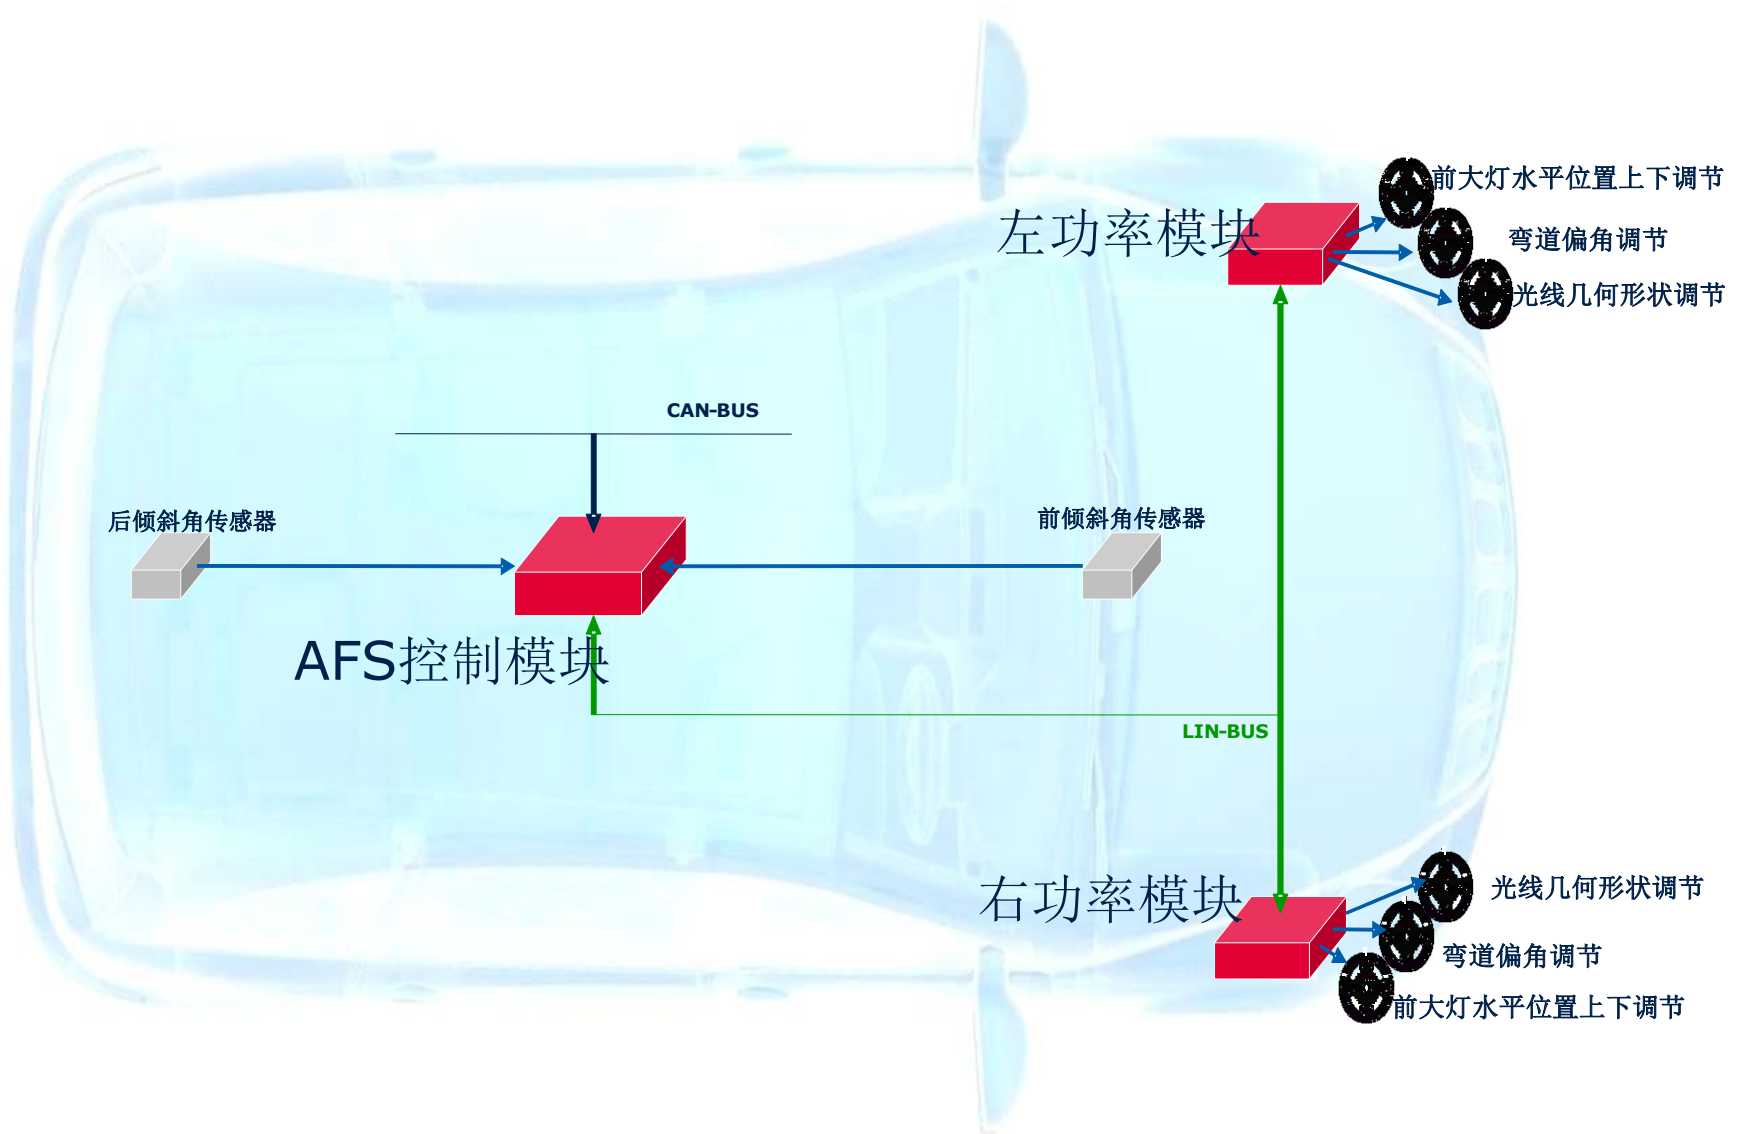 前大灯水平位置上下调节
左功率模块
弯道偏角调节
光线几何形状调节
CAN-BUS
后倾斜角传感器
前倾斜角传感器
AFS控制模块
LIN-BUS
右功率模块
光线几何形状调节
弯道偏角调节
前大灯水平位置上下调节